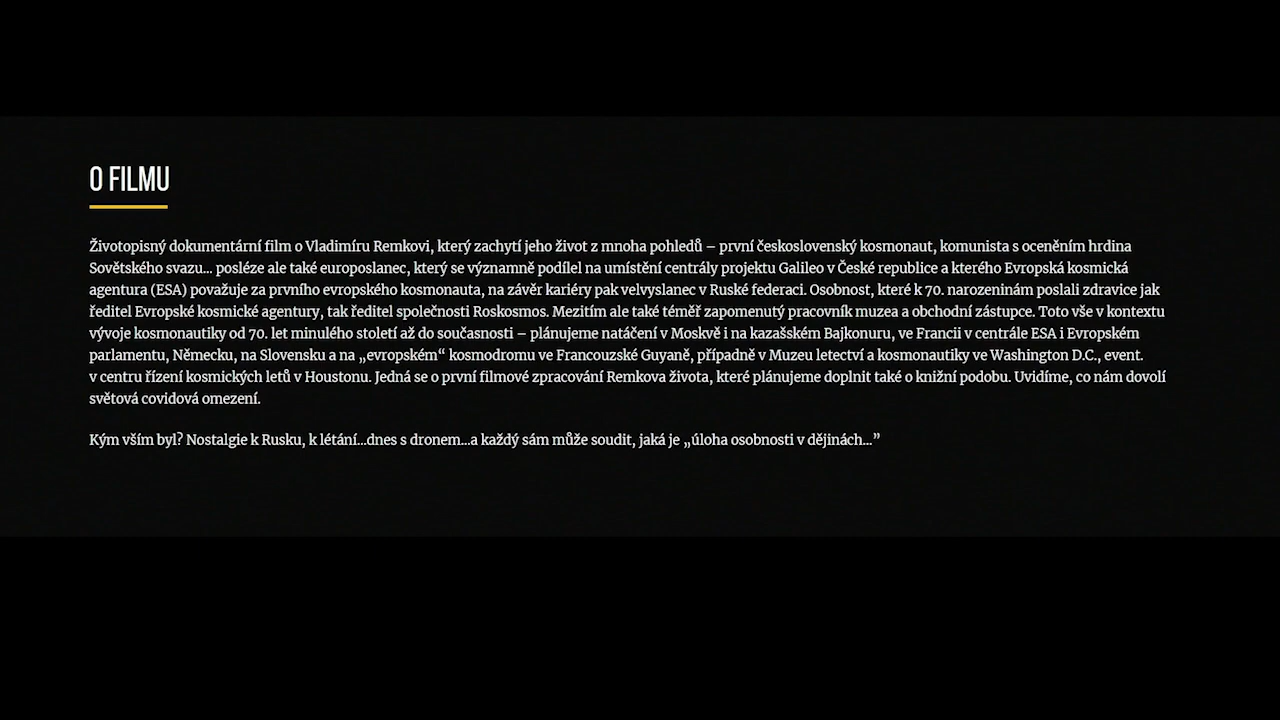 O FILMU
Životopisný dokumentární film o Vladimíru Remkovi, který zachytí jeho život z mnoha pohledů – první československý kosmonaut, komunista s oceněním hrdina
Sovětského svazu... posléze ale také europoslanec, který se významně podílel na umístění centrály projektu Galileo v České republice a kterého Evropská kosmická
agentura (ESA) považuje za prvního evropského kosmonauta, na závěr kariéry pak velvyslanec v Ruské federaci. Osobnost, které k 70. narozeninám poslali zdravice jak
ředitel Evropské kosmické agentury, tak ředitel společnosti Roskosmos. Mezitím ale také téměř zapomenutý pracovník muzea a obchodní zástupce. Toto vše v kontextu
vývoje kosmonautiky od 70. let minulého století až do současnosti – plánujeme natáčení v Moskvě i na kazašském Bajkonuru, ve Francii v centrále ESA i Evropském
parlamentu, Německu, na Slovensku a na „evropském“ kosmodromu ve Francouzské Guyaně, případně v Muzeu letectví a kosmonautiky ve Washington D.C., event.
v centru řízení kosmických letů v Houstonu. Jedná se o první filmové zpracování Remkova života, které plánujeme doplnit také o knižní podobu. Uvidíme, co nám dovolí
světová covidová omezení.
Kým vším byl? Nostalgie k Rusku, k létání...dnes s dronem...a každý sám může soudit, jaká je „úloha osobnosti v dějinách...”